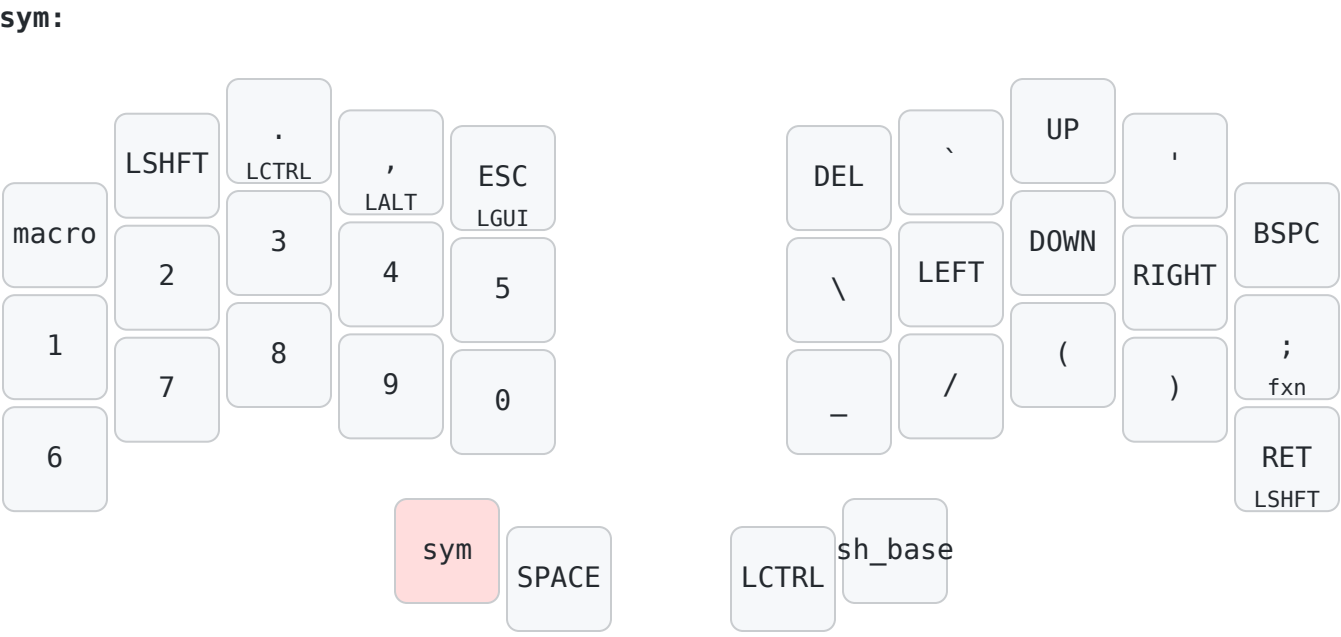 sym:
macro
LSHFT
.
LCTRL
,
LALT
ESC
LGUI
DEL
`
UP
'
BSPC
1
2
3
4
5
\
LEFT
DOWN
RIGHT
;
fxn
6
7
8
9
0
_
/
(
)
RET
LSHFT
sym
SPACE
LCTRL
sh_base